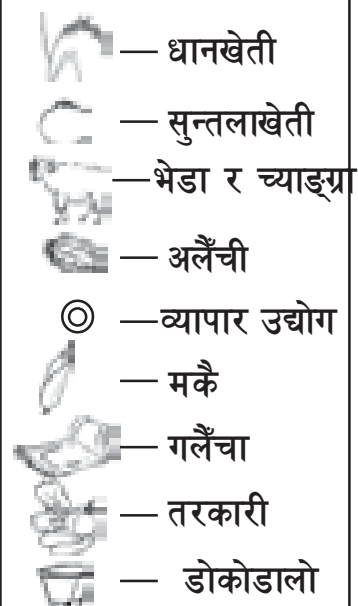 — धानखेती
— सुन्तलाखेती
— भेडा र च्याङ्ग्रा
— अलैँची
— व्यापार उद्योग
— मकै
— गलैँचा
— तरकारी
— डोकोडालो